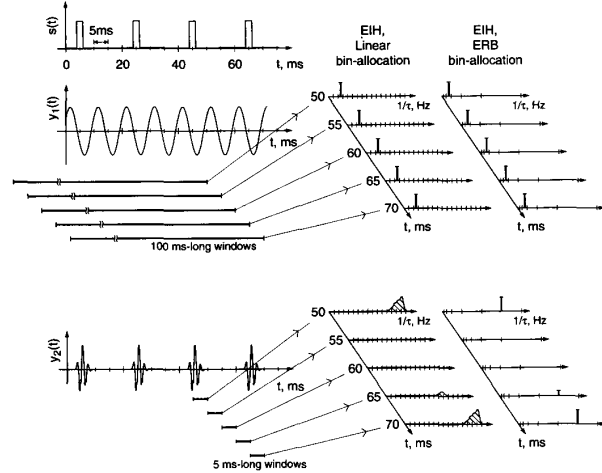 s(t)
5ms
0 20 40 60 t, ms
EIH,
Linear
bin-allocation
EIH,
ERB
bin-allocation
y₁(t)
t, ms
100 ms-long windows
50
55
60
65
70
1/τ, Hz
t, ms
1/τ, Hz
t, ms
y₂(t)
t, ms
5 ms-long windows
50
55
60
65
70
1/τ, Hz
t, ms
1/τ, Hz
t, ms